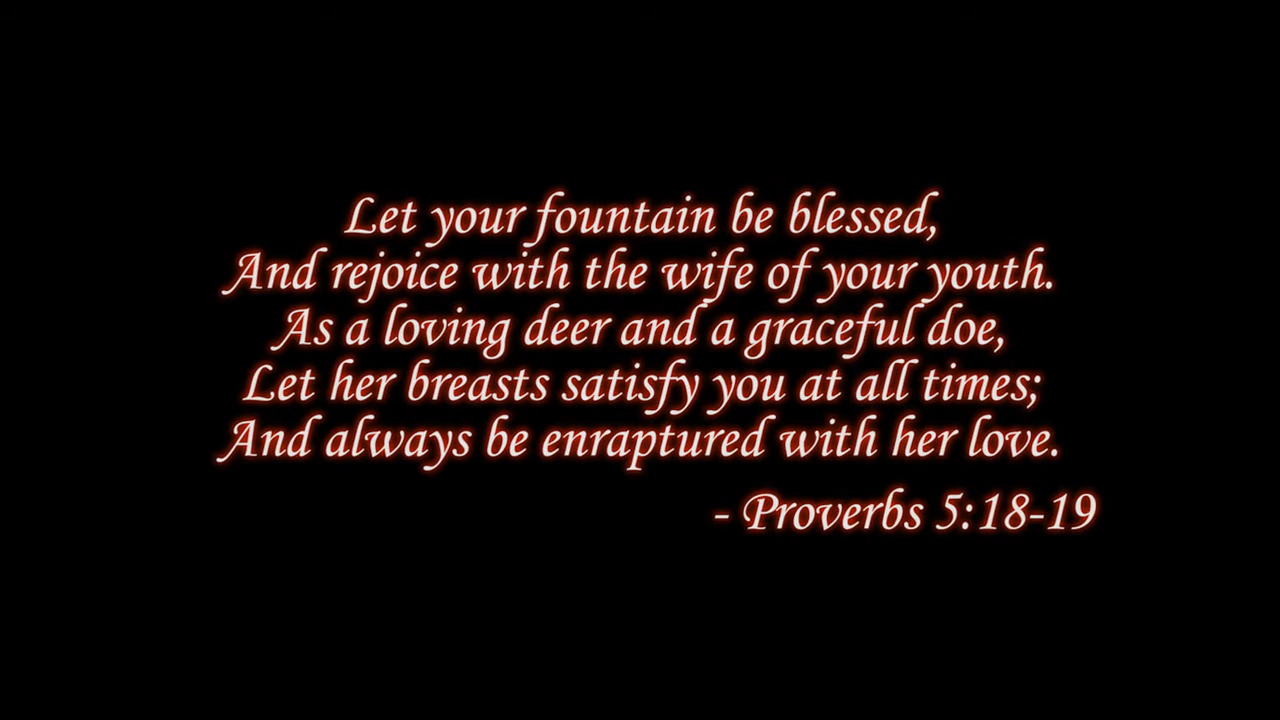 Let your fountain be blessed,
And rejoice with the wife of your youth.
As a loving deer and a graceful doe,
Let her breasts satisfy you at all times;
And always be enraptured with her love.
- Proverbs 5:18-19